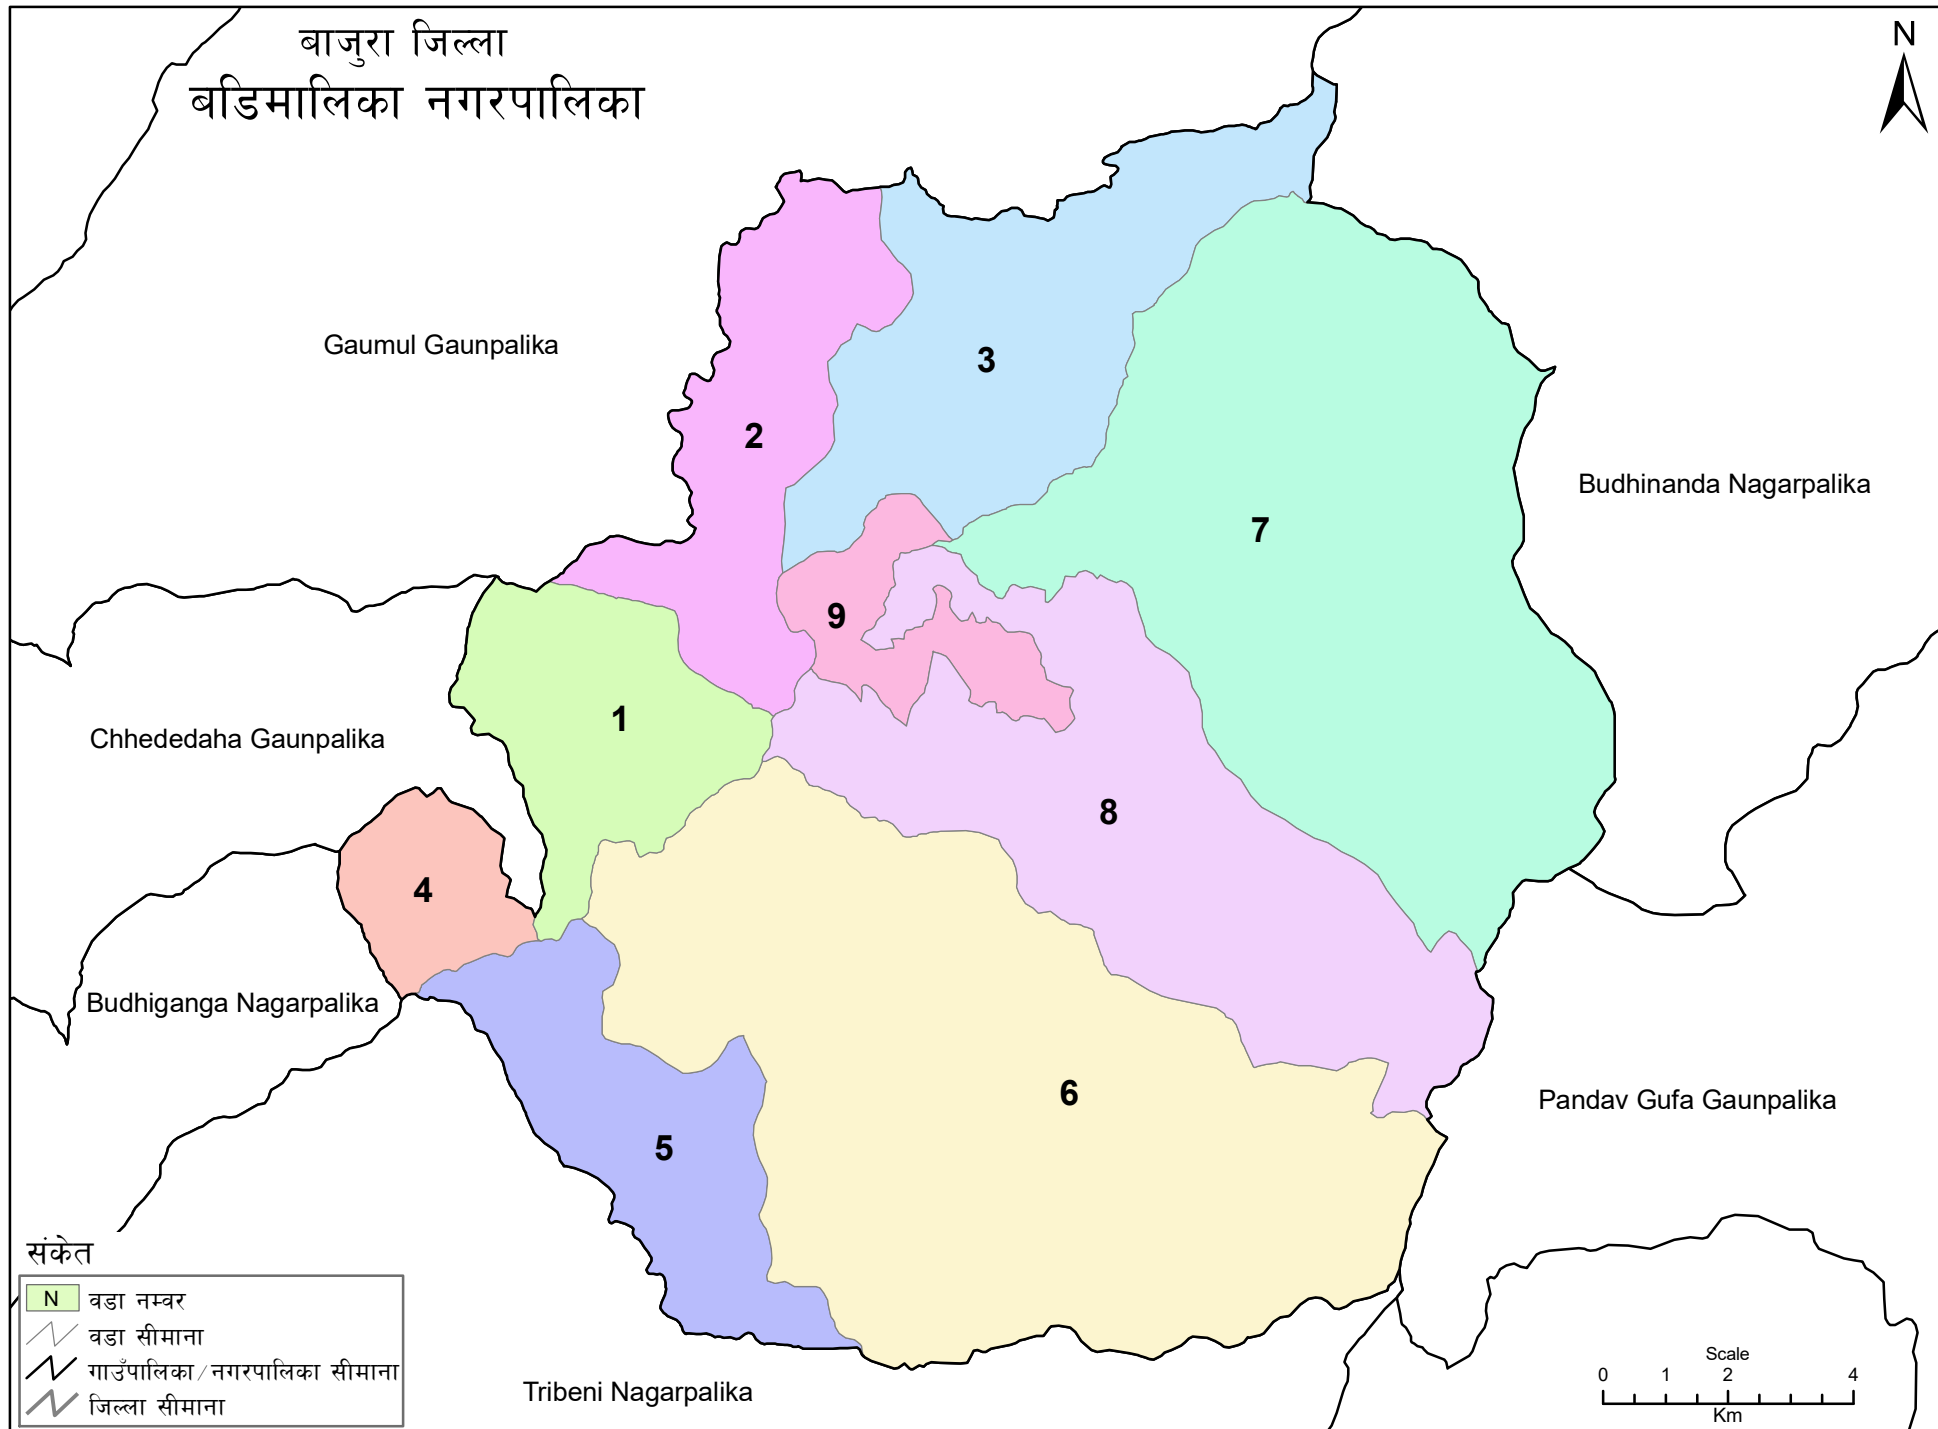 बाजुरा जिल्ला
बडिमालिका नगरपालिका
N
Gaumul Gaunpalika
3
2
Budhinanda Nagarpalika
7
9
1
Chhededaha Gaunpalika
8
4
Budhiganga Nagarpalika
6
Pandav Gufa Gaunpalika
5
संकेत
N वडा नम्बर
वडा सीमाना
गाउँपालिका/नगरपालिका सीमाना
जिल्ला सीमाना
Tribeni Nagarpalika
Scale
0 1 2 4
Km